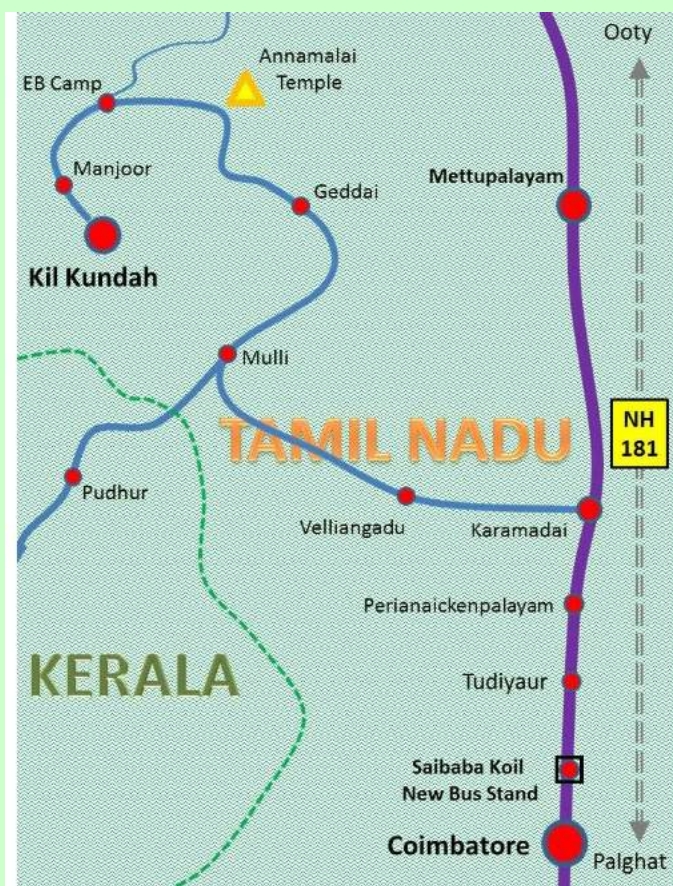 Ooty
Annamalai
Temple
EB Camp
Manjoor
Geddai
Mettupalayam
Kil Kundah
Mulli
NH
181
TAMIL NADU
Pudhur
Velliangadu
Karamadai
Perianaickenpalayam
KERALA
Tudiyaur
Saibaba Koil
New Bus Stand
Coimbatore
Palghat